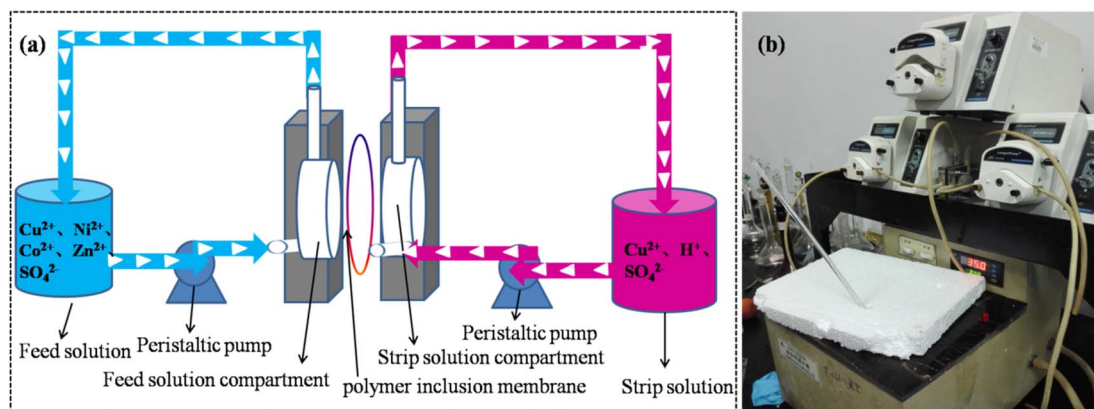 (a)
Cu²⁺、Ni²⁺、
Co²⁺、Zn²⁺、
SO₄²⁻
Cu²⁺、H⁺、
SO₄²⁻
Feed solution
Peristaltic pump
Feed solution compartment
polymer inclusion membrane
Strip solution compartment
Peristaltic pump
Strip solution
(b)
350